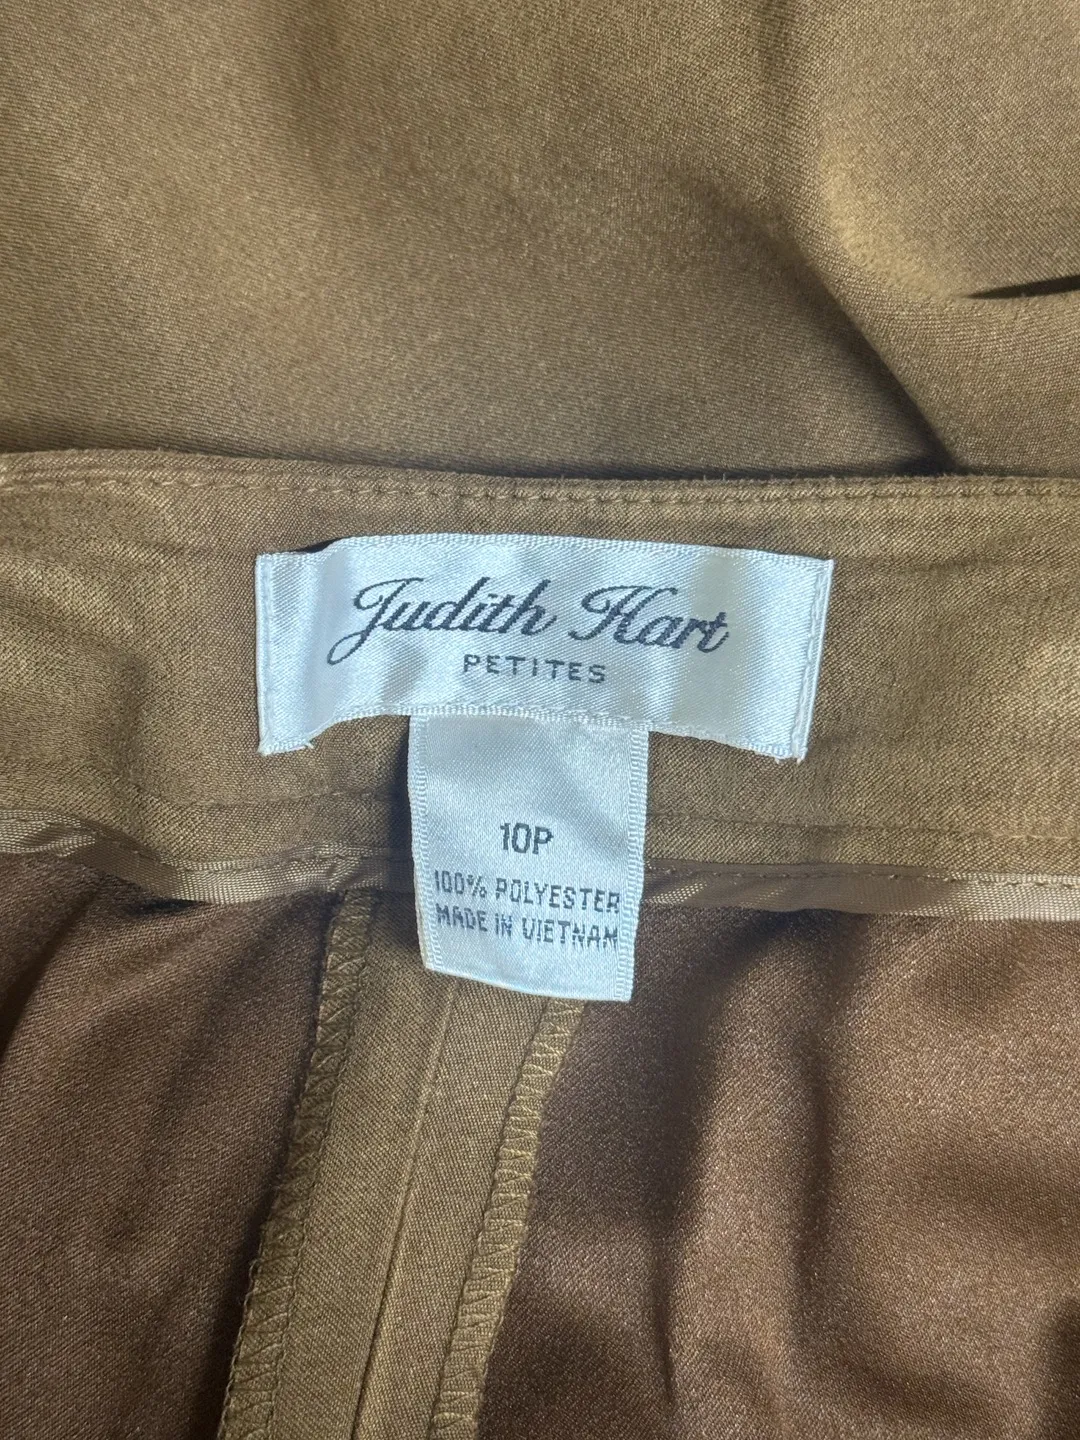 Judith Hart
PETITES
10P
100% POLYESTER
MADE IN VIETNAM